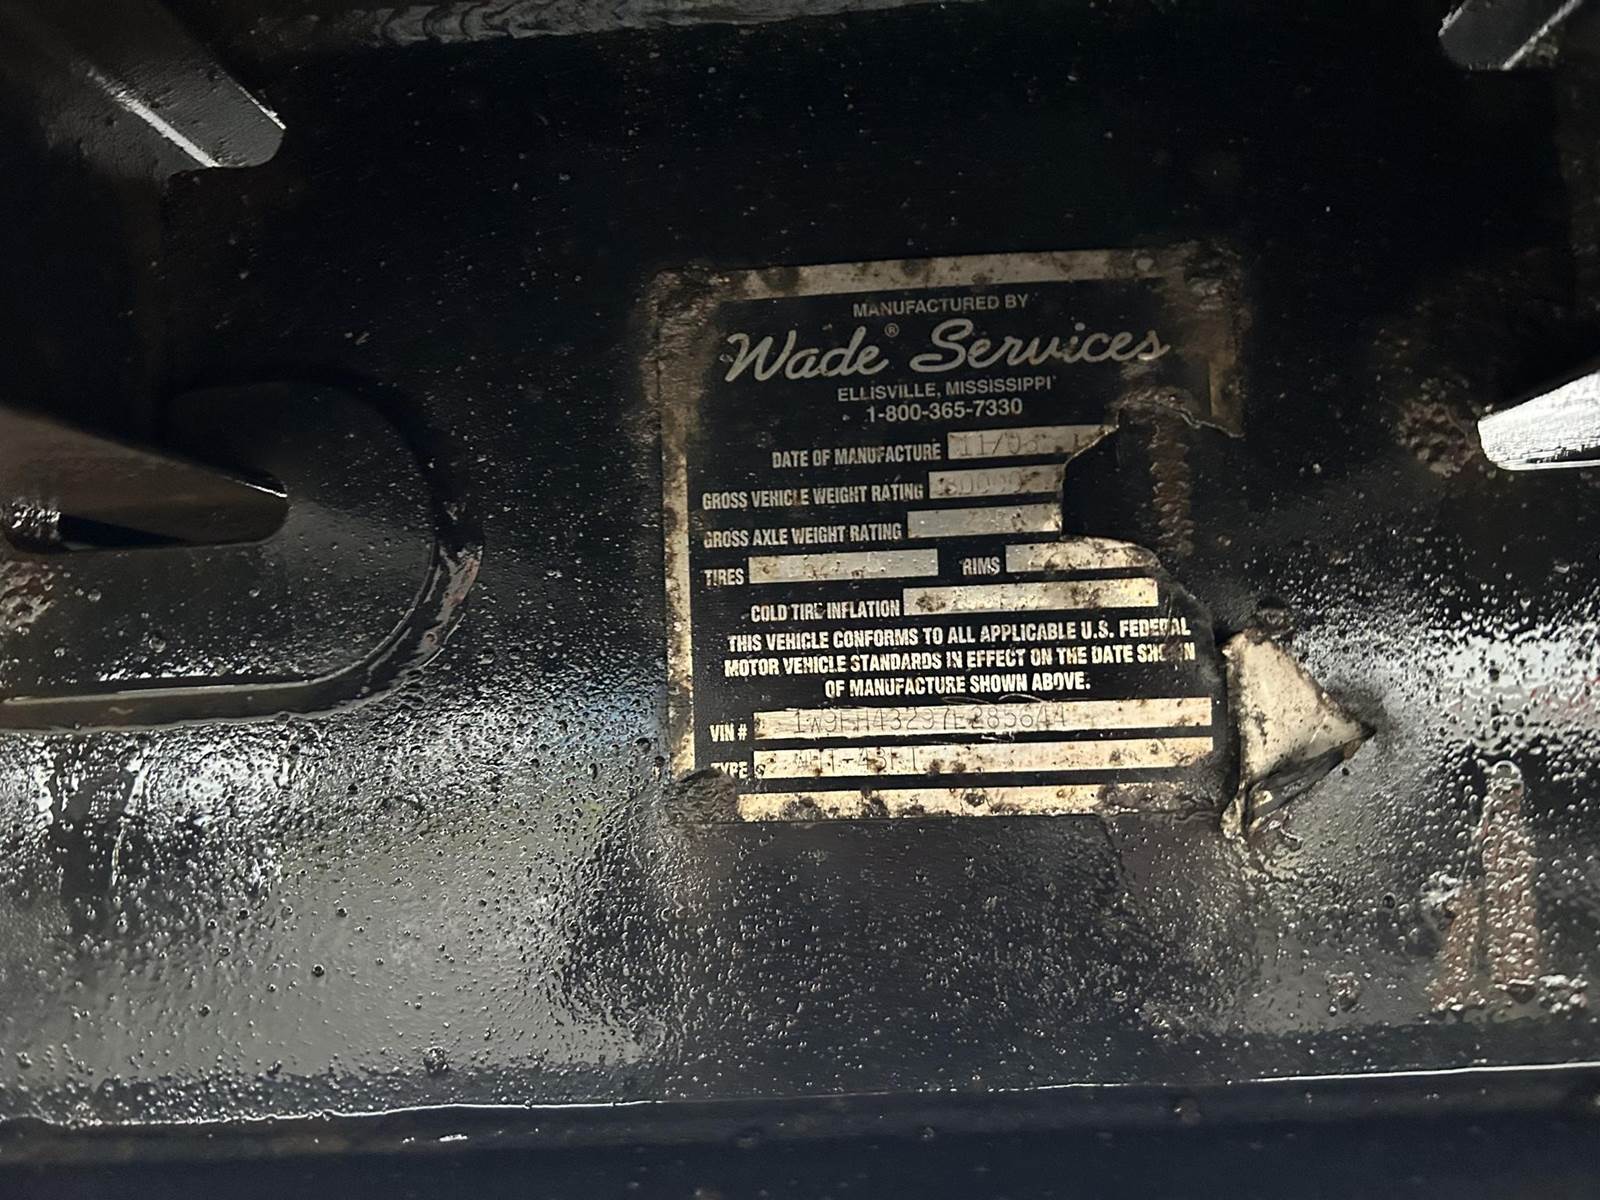 MANUFACTURED BY
Wade® Services
ELLISVILLE, MISSISSIPPI
1-800-365-7330
DATE OF MANUFACTURE 11/03
GROSS VEHICLE WEIGHT RATING
GROSS AXLE WEIGHT RATING
TIRES RIMS
COLD TIRE INFLATION
THIS VEHICLE CONFORMS TO ALL APPLICABLE U.S. FEDERAL
MOTOR VEHICLE STANDARDS IN EFFECT ON THE DATE
OF MANUFACTURE SHOWN ABOVE.
VIN #
TYPE